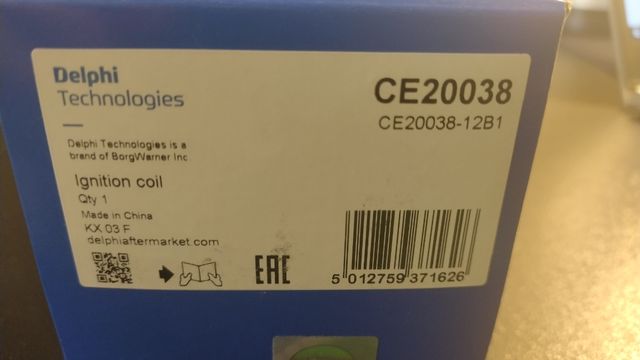 Delphi
Technologies
CE20038
CE20038-12B1
Delphi Technologies is a
brand of BorgWarner Inc
Ignition coil
Qty 1
Made in China
KX 03 F
delphiaftermarket.com
EAC
5 012759 371626